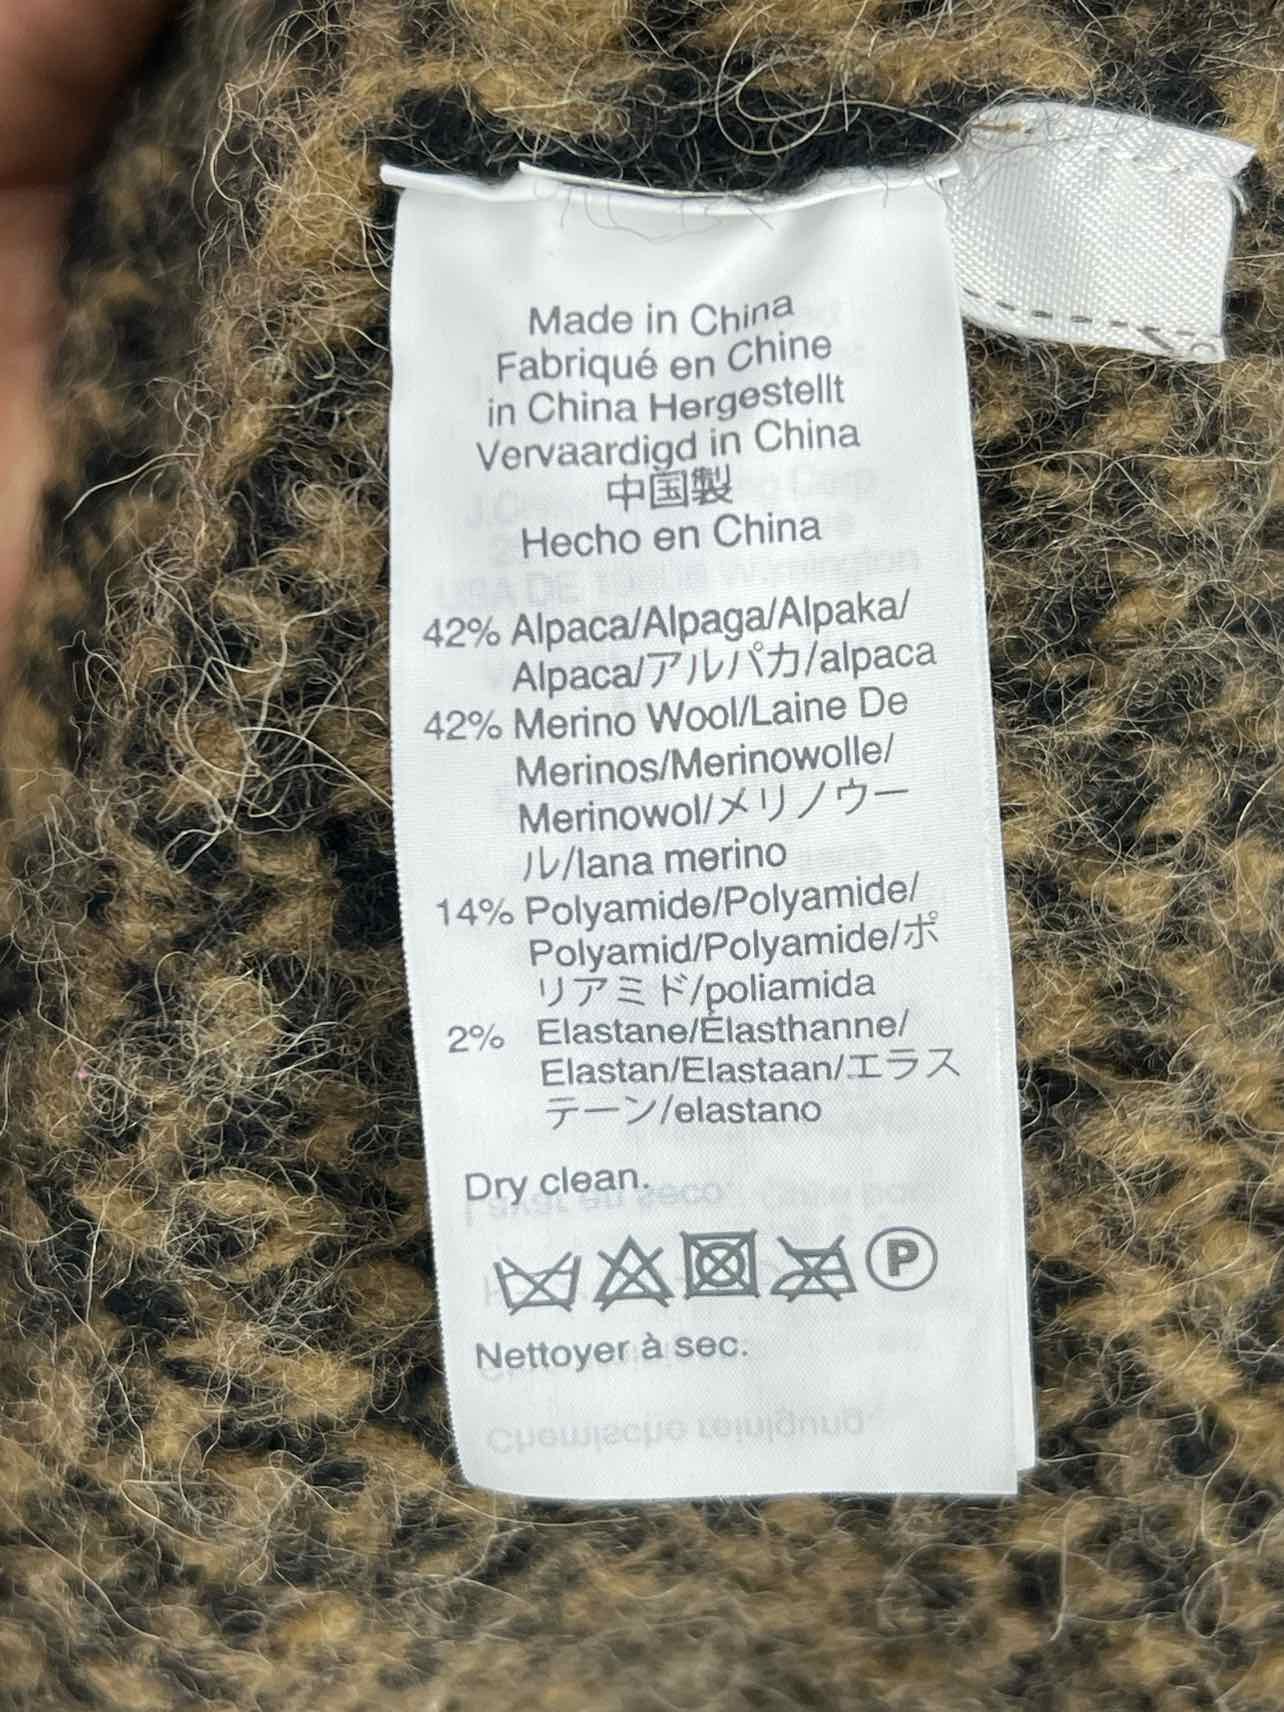 Made in China
Fabriqué en Chine
in China Hergestellt
Vervaardigd in China
中国製
Hecho en China
42% Alpaca/Alpaga/Alpaka/
Alpaca/アルパカ/alpaca
42% Merino Wool/Laine De
Merinos/Merinowolle/
Merinowol/メリノウー
ル/lana merino
14% Polyamide/Polyamide/
Polyamid/Polyamide/ポ
リアミド/poliamida
2% Elastane/Élasthanne/
Elastan/Elastaan/エラス
テーン/elastano
Dry clean.
P
Nettoyer à sec.